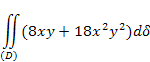 ∬(8xy + 18x²y²)dδ
(D)